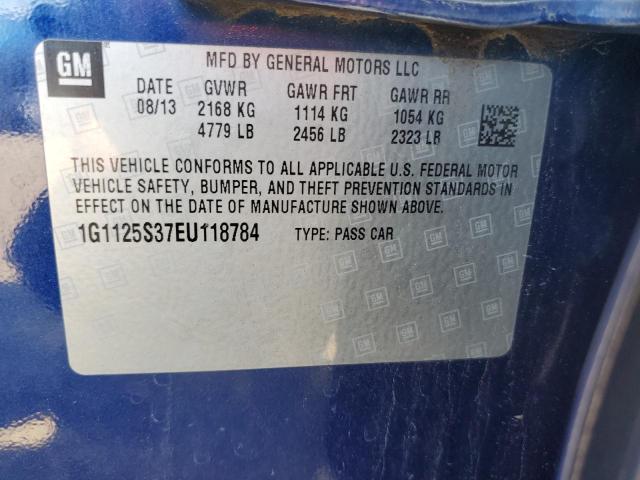 GM
MFD BY GENERAL MOTORS LLC
DATE GVWR GAWR FRT GAWR RR
08/13 2168 KG 1114 KG 1054 KG
4779 LB 2456 LB 2323 LB
THIS VEHICLE CONFORMS TO ALL APPLICABLE U.S. FEDERAL MOTOR
VEHICLE SAFETY, BUMPER, AND THEFT PREVENTION STANDARDS IN
EFFECT ON THE DATE OF MANUFACTURE SHOWN ABOVE.
1G1125S37EU118784 TYPE: PASS CAR